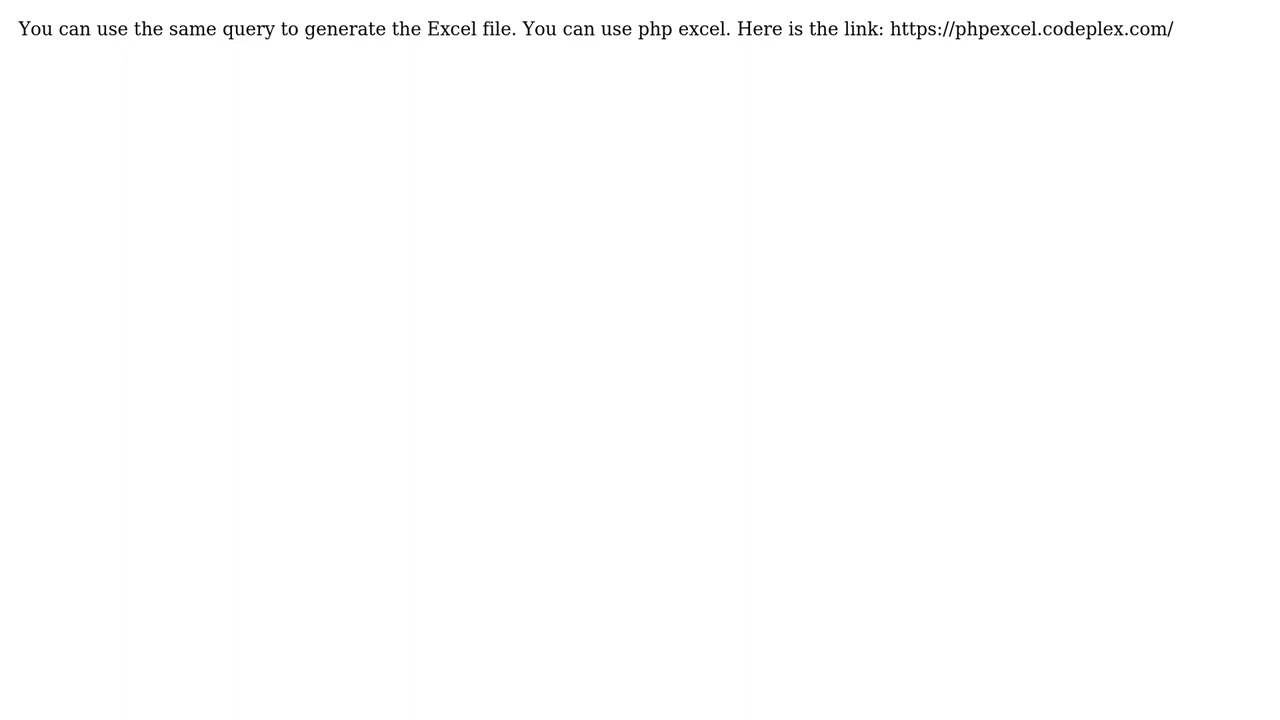 You can use the same query to generate the Excel file. You can use php excel. Here is the link: https://phpexcel.codeplex.com/